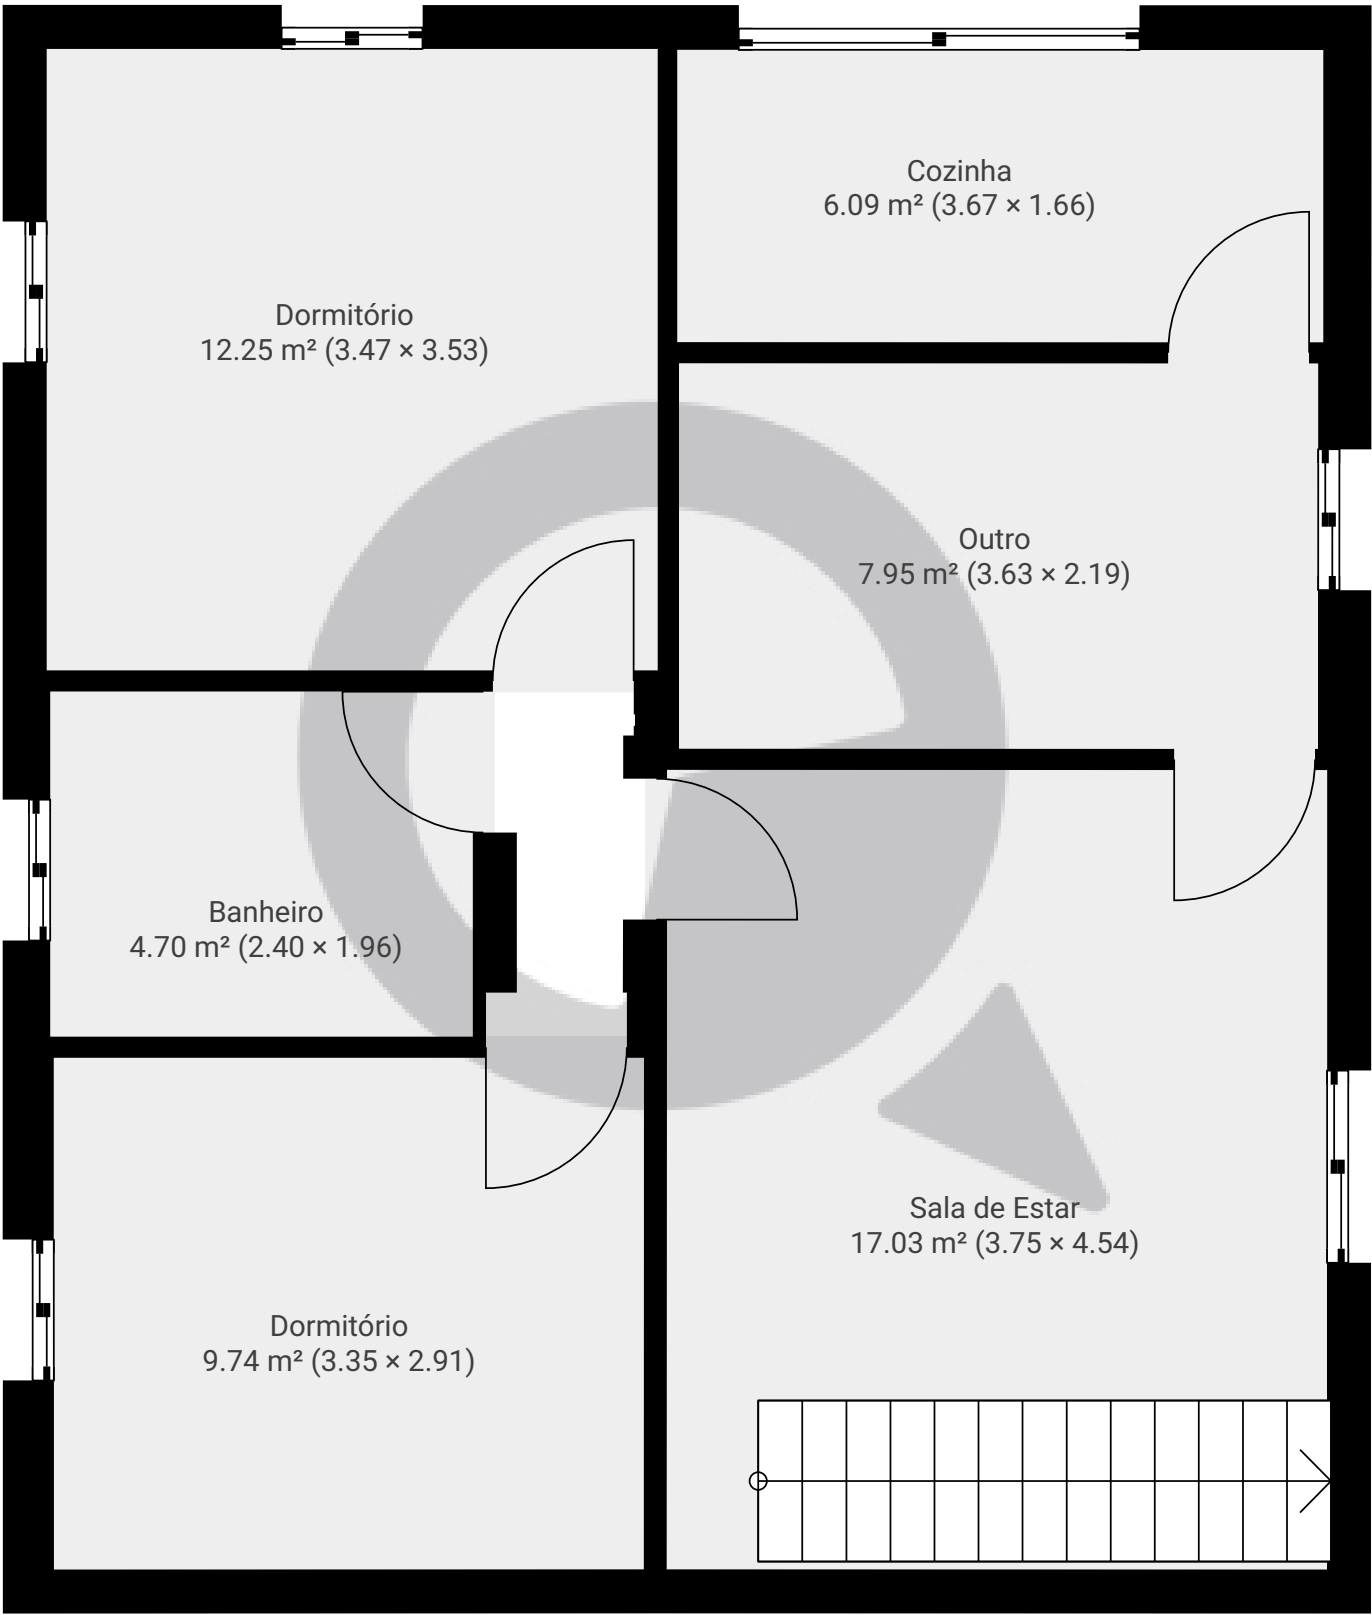 Cozinha
6.09 m² (3.67 × 1.66)
Dormitório
12.25 m² (3.47 × 3.53)
Outro
7.95 m² (3.63 × 2.19)
Banheiro
4.70 m² (2.40 × 1.96)
Sala de Estar
17.03 m² (3.75 × 4.54)
Dormitório
9.74 m² (3.35 × 2.91)